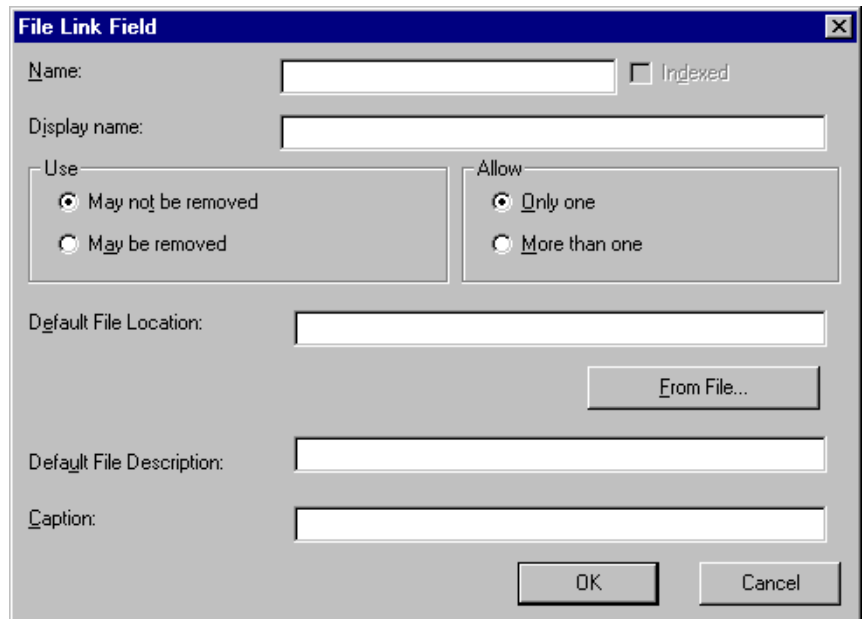 File Link Field
Name:
Indexed
Display name:
Use
Allow
May not be removed
Only one
May be removed
More than one
Default File Location:
From File...
Default File Description:
Caption:
OK
Cancel